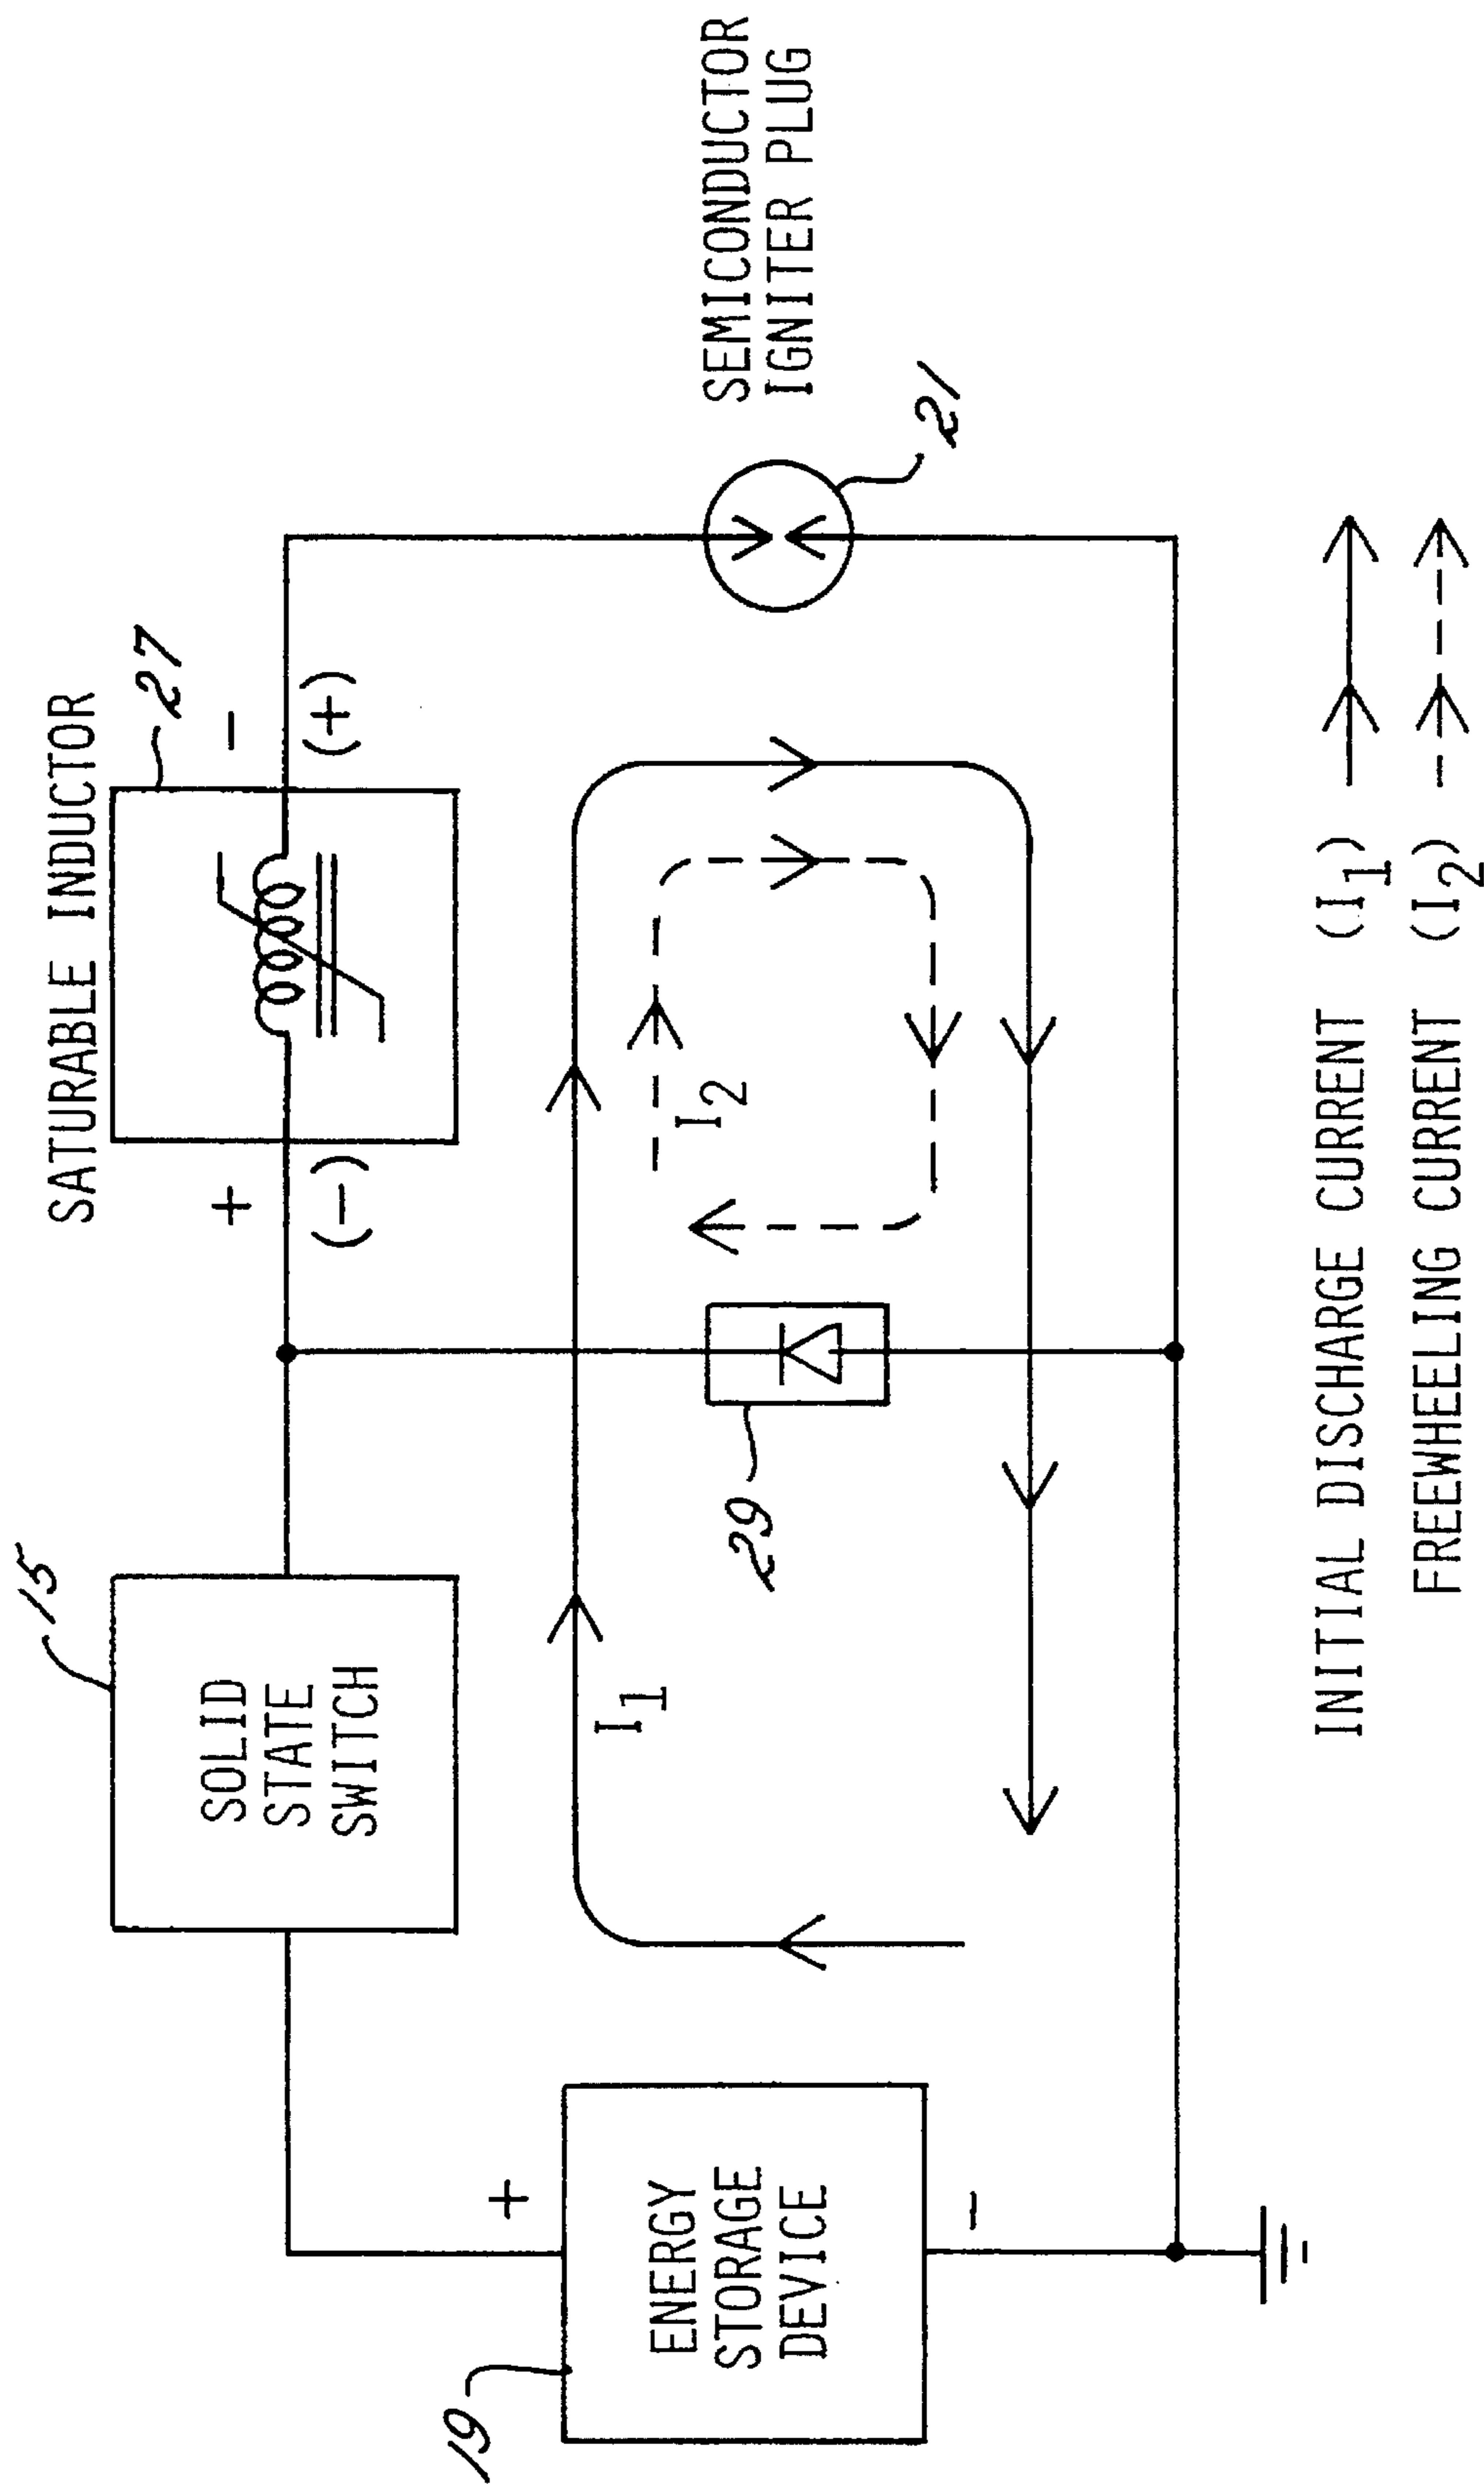 15
SATURABLE INDUCTOR
27
SOLID
STATE
SWITCH
+
-
(-)
(+)
19
+
ENERGY
STORAGE
DEVICE
-
I1
I2
29
SEMICONDUCTOR
IGNITER PLUG
21
INITIAL DISCHARGE CURRENT (I1)
FREEWHEELING CURRENT (I2)